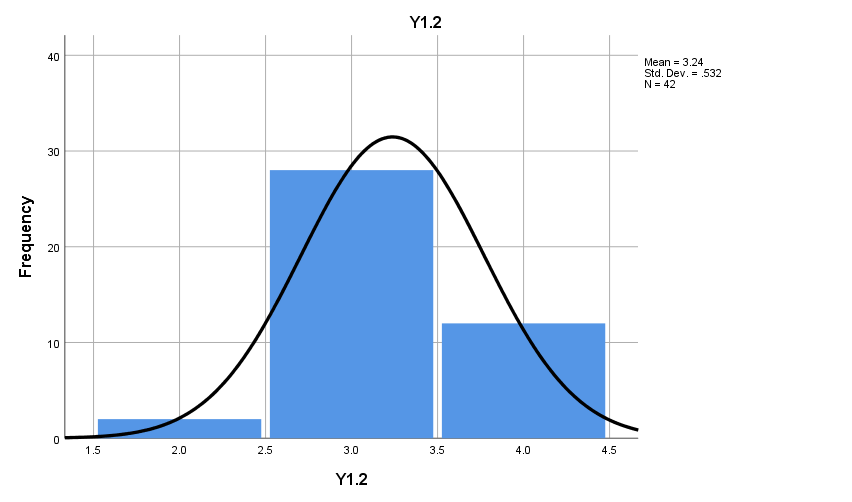 Y1.2
Mean = 3.24
Std. Dev. = .532
N = 42
Frequency
40
30
20
10
0
1.5 2.0 2.5 3.0 3.5 4.0 4.5
Y1.2